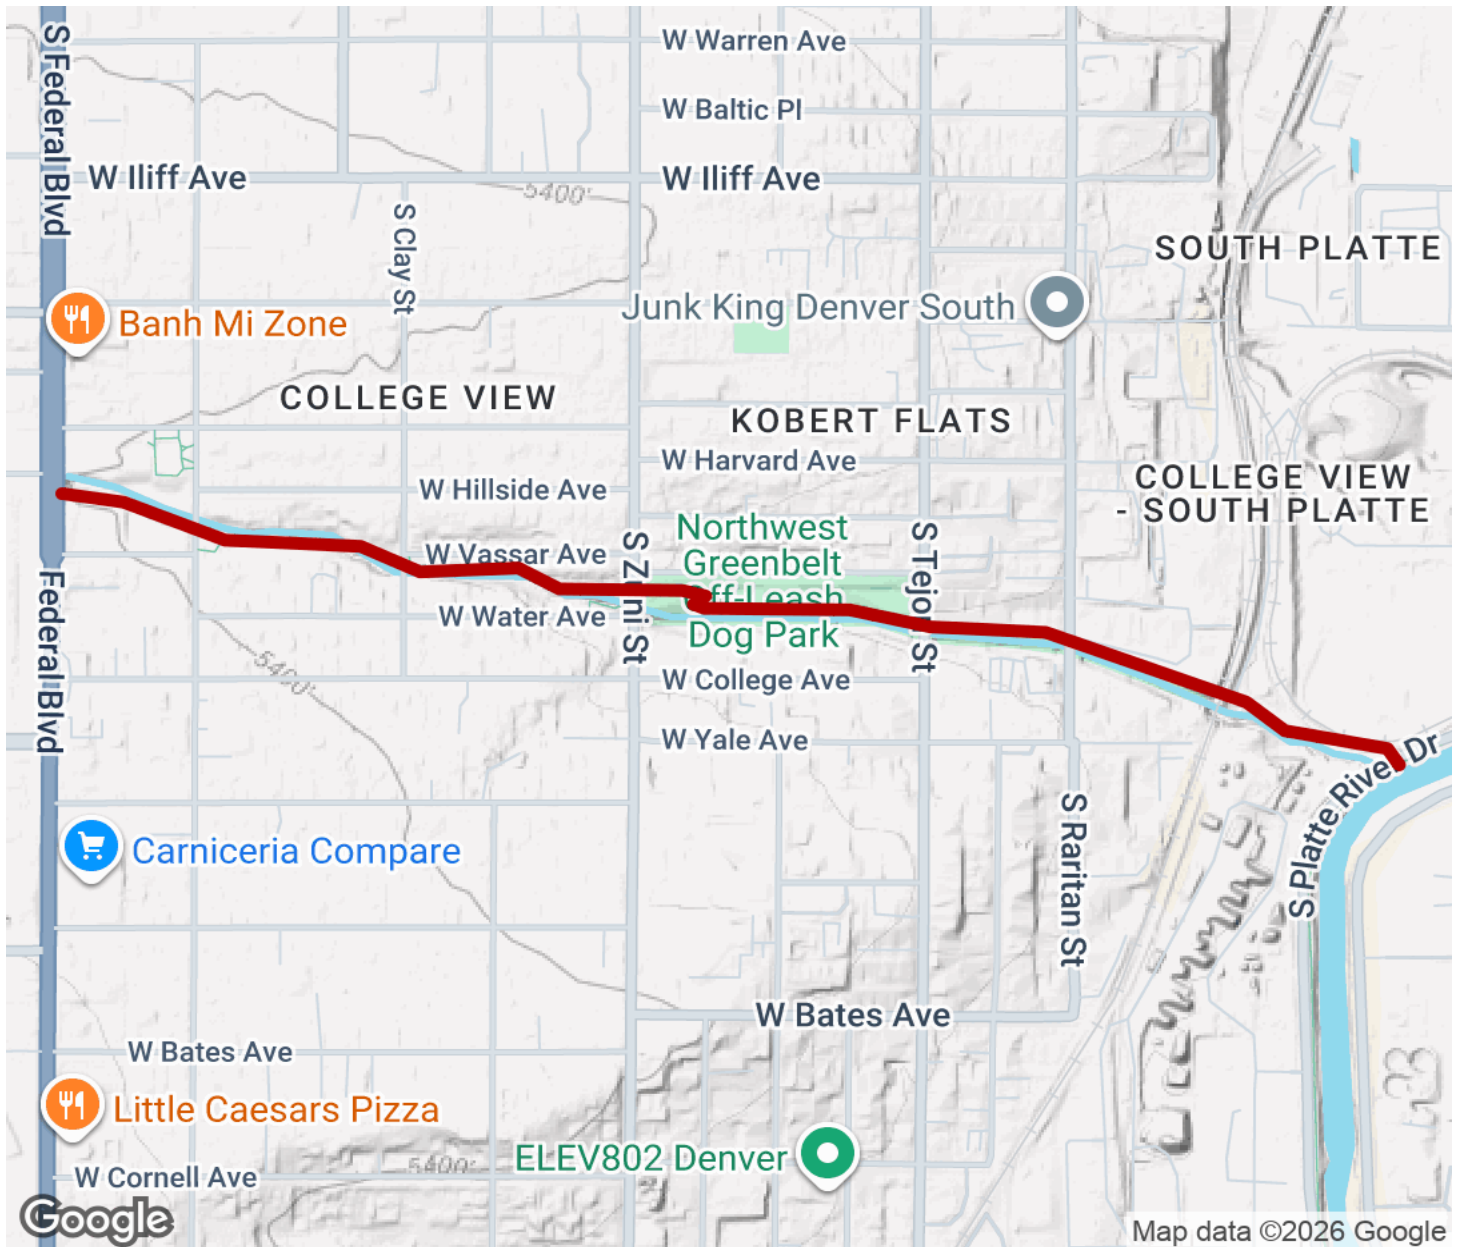 S Federal Blvd
W Warren Ave
W Baltic Pl
W Iliff Ave
W Iliff Ave
5400'
S Clay St
SOUTH PLATTE
Junk King Denver South
Banh Mi Zone
COLLEGE VIEW
KOBERT FLATS
W Harvard Ave
COLLEGE VIEW
- SOUTH PLATTE
W Hillside Ave
Northwest
Greenbelt
Off-Leash
Dog Park
W Vassar Ave
S Zuni St
S Tejon St
W Water Ave
Federal Blvd
5400'
W College Ave
W Yale Ave
S Platte River Dr
S Raritan St
Carniceria Compare
W Bates Ave
W Bates Ave
Little Caesars Pizza
ELEV802 Denver
5400'
W Cornell Ave
Google
Map data ©2026 Google